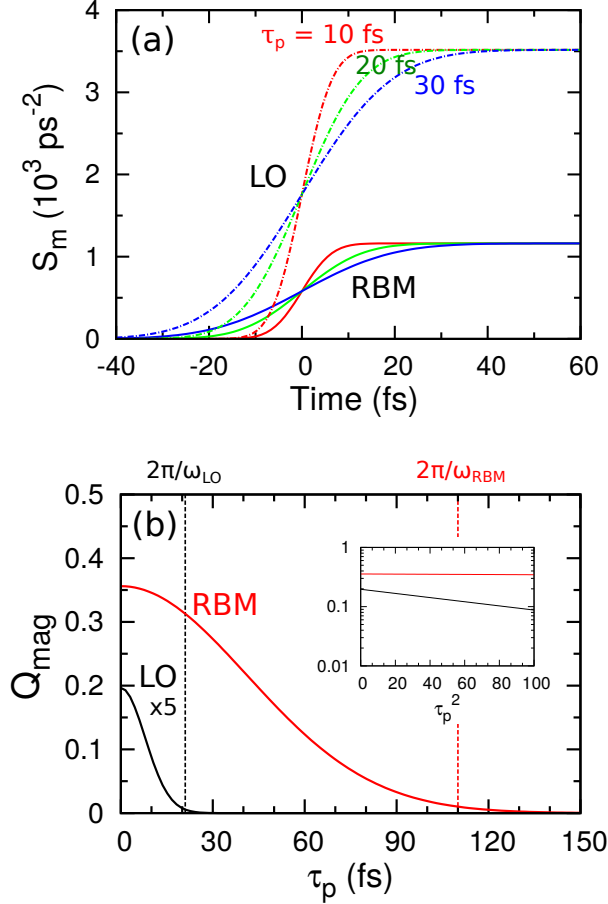 (a)
τp = 10 fs
20 fs
30 fs
LO
RBM
4
3
2
1
0
Sm (10³ ps⁻²)
-40 -20 0 20 40 60
Time (fs)
2π/ωLO 2π/ωRBM
(b)
RBM
LO
x5
0.5
0.4
0.3
0.2
0.1
0
Qmag
1
0.1
0.01
0 20 40 60 80 100
τp²
0 30 60 90 120 150
τp (fs)